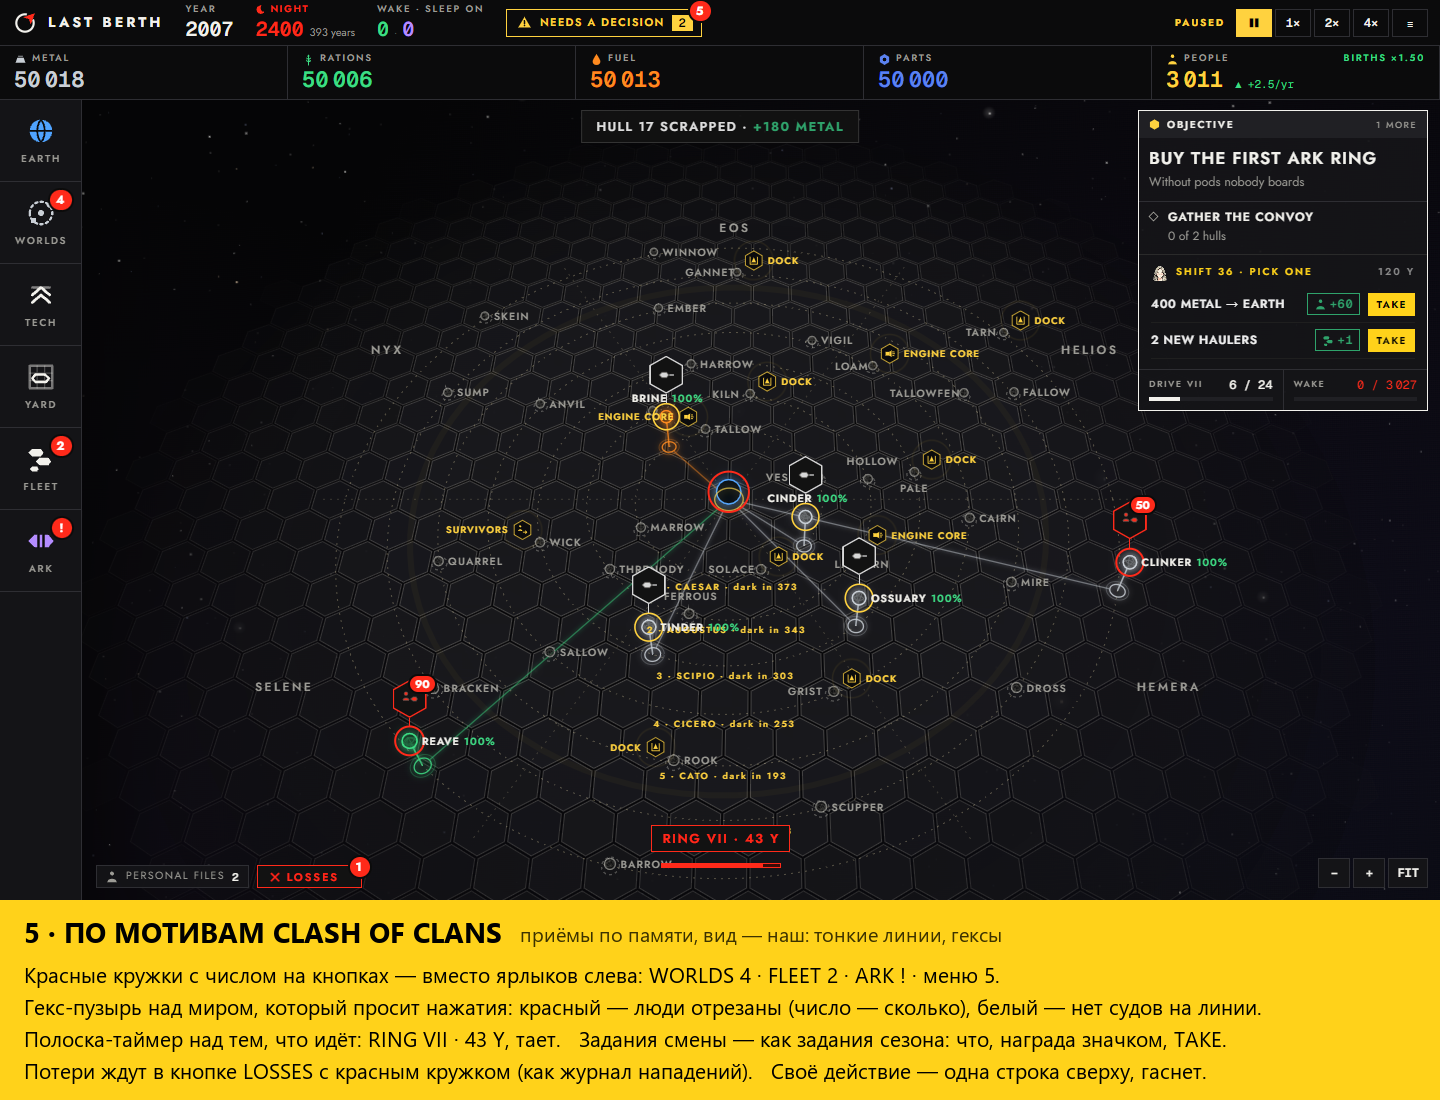 LAST BERTH
YEAR
2007
NIGHT
2400 393 years
WAKE · SLEEP ON
0 · 0
NEEDS A DECISION 2
5
PAUSED
1×
2×
4×
≡
METAL
50 018
RATIONS
50 006
FUEL
50 013
PARTS
50 000
PEOPLE
BIRTHS ×1.50
3 011 ▲ +2.5/yr
EARTH
4
WORLDS
TECH
YARD
2
FLEET
!
ARK
HULL 17 SCRAPPED · +180 METAL
OBJECTIVE
1 MORE
BUY THE FIRST ARK RING
Without pods nobody boards
GATHER THE CONVOY
0 of 2 hulls
SHIFT 36 · PICK ONE
120 Y
400 METAL → EARTH
+60
TAKE
2 NEW HAULERS
+1
TAKE
DRIVE VII 6 / 24
WAKE 0 / 3 027
EOS
WINNOW
GANNET
DOCK
EMBER
SKEIN
NYX
VIGIL
TARN
DOCK
HELIOS
HARROW
LOAM
ENGINE CORE
DOCK
SUMP
BRINE 100%
KILN
TALLOWFEN
FALLOW
ANVIL
ENGINE CORE
TALLOW
HOLLOW
DOCK
VES
PALE
CINDER 100%
50
SURVIVORS
MARROW
CAIRN
WICK
ENGINE CORE
QUARREL
DOCK
CLINKER 100%
SOLACE
CAESAR · dark in 373
MIRE
FERROUS
OSSUARY 100%
TINDER 100%
2 · AUGUSTUS · dark in 343
SALLOW
3 · SCIPIO · dark in 303
SELENE
90
BRACKEN
GRIST
DOCK
DROSS
HEMERA
4 · CICERO · dark in 253
REAVE 100%
DOCK
ROOK
5 · CATO · dark in 193
SCUPPER
RING VII · 43 Y
BARROW
PERSONAL FILES 2
LOSSES
1
−
+
FIT
5 · ПО МОТИВАМ CLASH OF CLANS приёмы по памяти, вид — наш: тонкие линии, гексы
Красные кружки с числом на кнопках — вместо ярлыков слева: WORLDS 4 · FLEET 2 · ARK ! · меню 5.
Гекс-пузырь над миром, который просит нажатия: красный — люди отрезаны (число — сколько), белый — нет судов на линии.
Полоска-таймер над тем, что идёт: RING VII · 43 Y, тает. Задания смены — как задания сезона: что, награда значком, TAKE.
Потери ждут в кнопке LOSSES с красным кружком (как журнал нападений). Своё действие — одна строка сверху, гаснет.